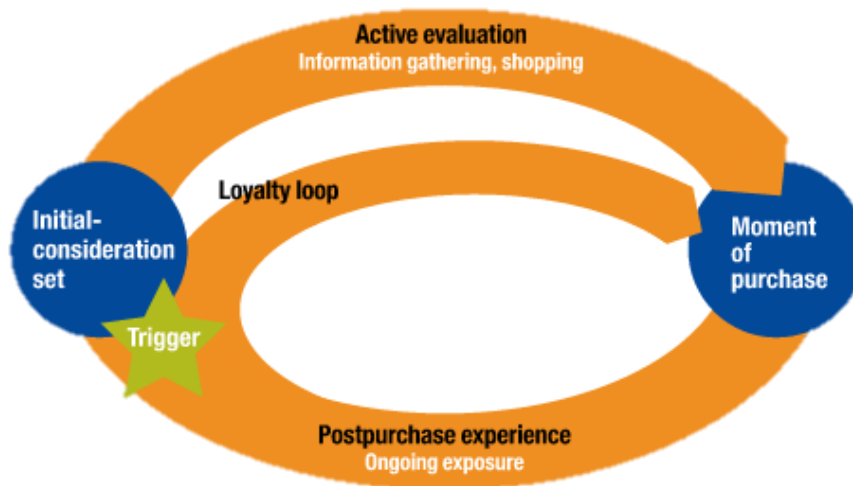 Active evaluation
Information gathering, shopping
Loyalty loop
Initial-
consideration
set
Moment
of
purchase
Trigger
Postpurchase experience
Ongoing exposure